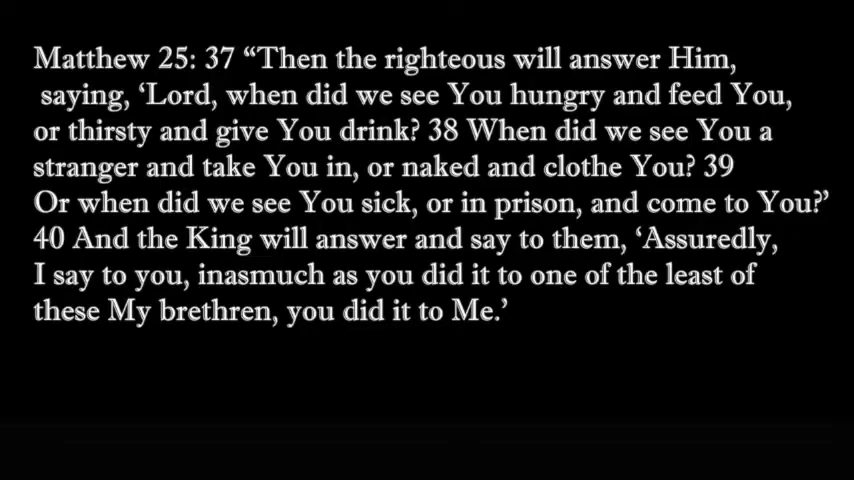 Matthew 25: 37 “Then the righteous will answer Him,
saying, ‘Lord, when did we see You hungry and feed You,
or thirsty and give You drink? 38 When did we see You a
stranger and take You in, or naked and clothe You? 39
Or when did we see You sick, or in prison, and come to You?’
40 And the King will answer and say to them, ‘Assuredly,
I say to you, inasmuch as you did it to one of the least of
these My brethren, you did it to Me.’